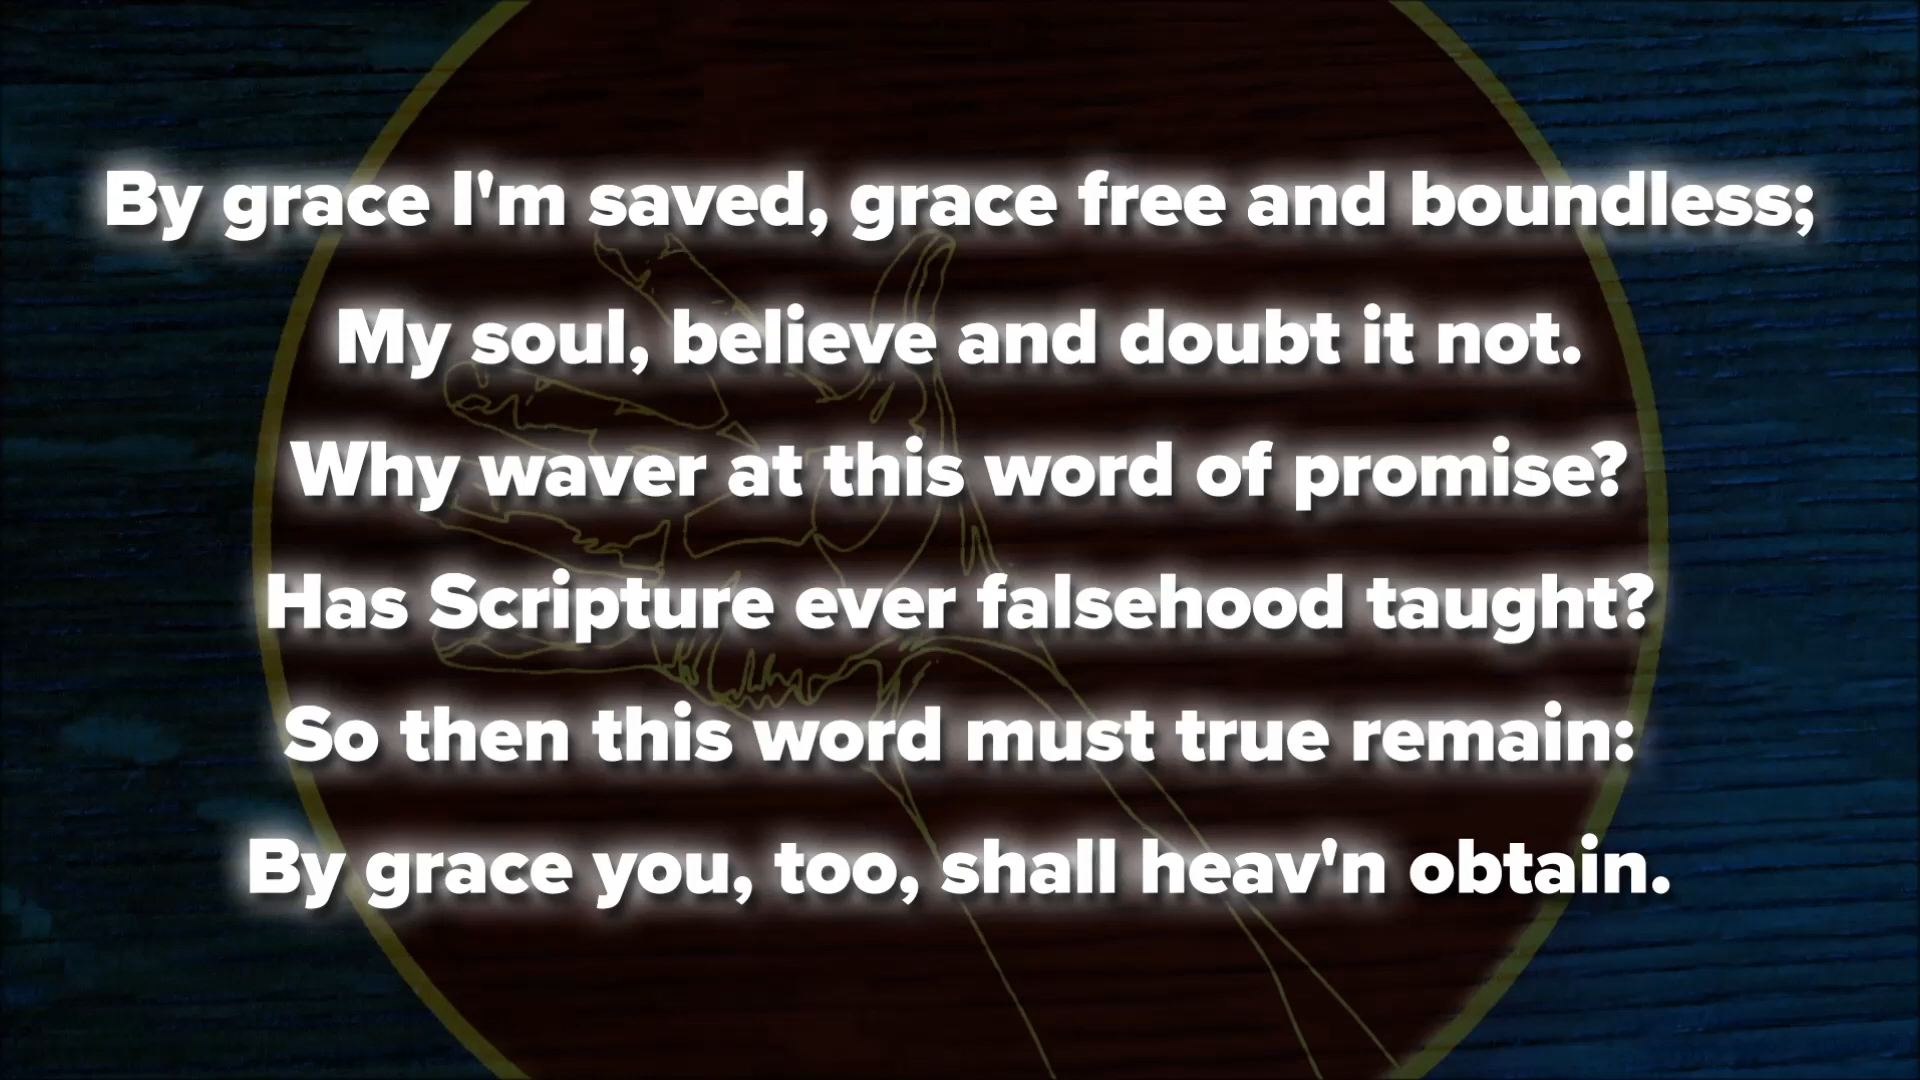 By grace I'm saved, grace free and boundless;
My soul, believe and doubt it not.
Why waver at this word of promise?
Has Scripture ever falsehood taught?
So then this word must true remain:
By grace you, too, shall heav'n obtain.